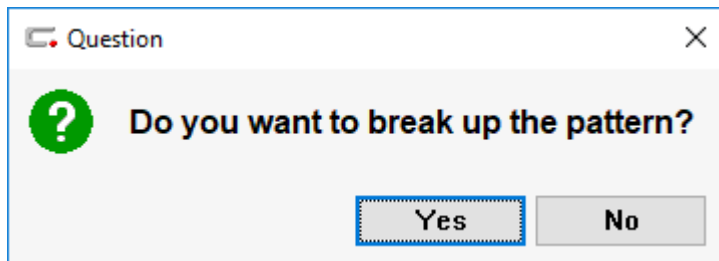 Question
Do you want to break up the pattern?
Yes
No